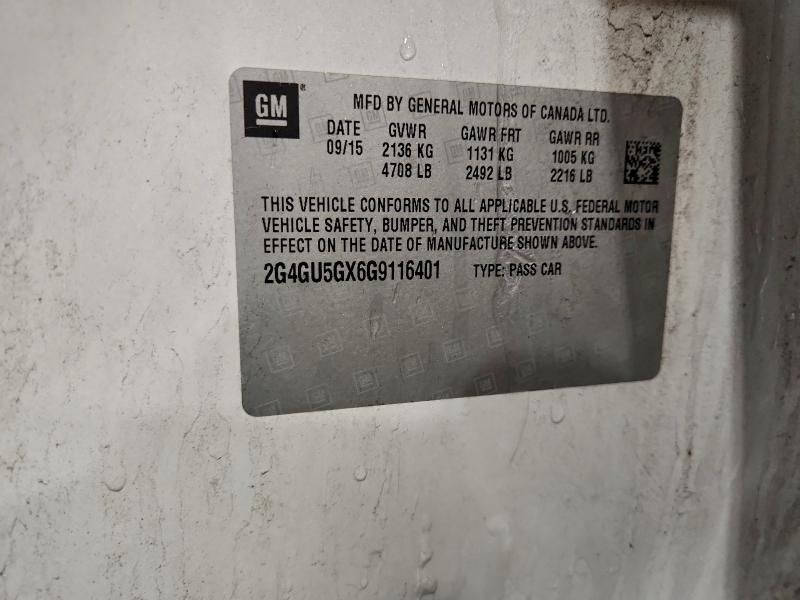 GM
MFD BY GENERAL MOTORS OF CANADA LTD.
DATE GVWR GAWR FRT GAWR RR
09/15 2136 KG 1131 KG 1005 KG
4708 LB 2492 LB 2216 LB
THIS VEHICLE CONFORMS TO ALL APPLICABLE U.S. FEDERAL MOTOR
VEHICLE SAFETY, BUMPER, AND THEFT PREVENTION STANDARDS IN
EFFECT ON THE DATE OF MANUFACTURE SHOWN ABOVE.
2G4GU5GX6G9116401 TYPE: PASS CAR